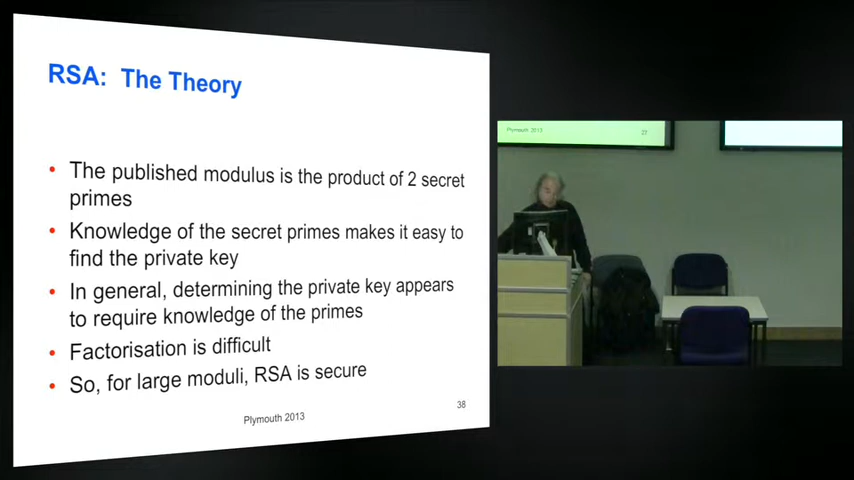 RSA: The Theory
• The published modulus is the product of 2 secret
primes
• Knowledge of the secret primes makes it easy to
find the private key
• In general, determining the private key appears
to require knowledge of the primes
• Factorisation is difficult
• So, for large moduli, RSA is secure
Plymouth 2013
38
Plymouth 2013